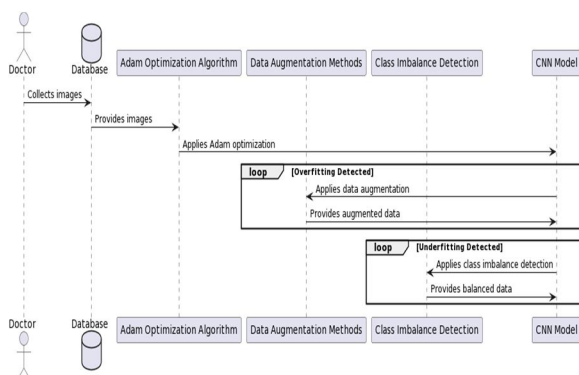 Doctor
Database
Adam Optimization Algorithm
Data Augmentation Methods
Class Imbalance Detection
CNN Model
Collects images
Provides images
Applies Adam optimization
loop [Overfitting Detected]
Applies data augmentation
Provides augmented data
loop [Underfitting Detected]
Applies class imbalance detection
Provides balanced data
Doctor
Database
Adam Optimization Algorithm
Data Augmentation Methods
Class Imbalance Detection
CNN Model